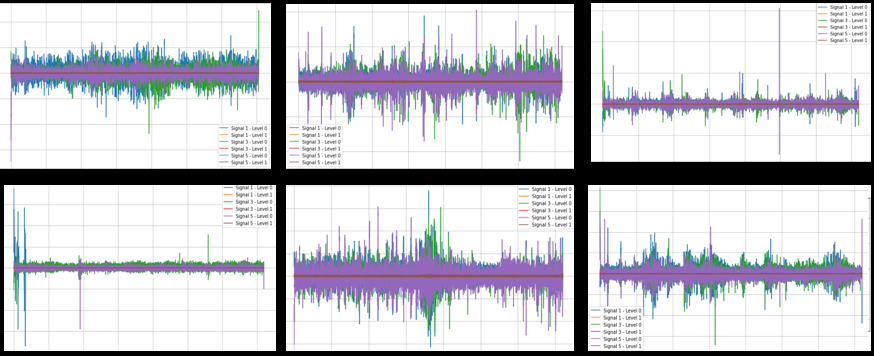 Signal 1 - Level 0
Signal 1 - Level 1
Signal 3 - Level 0
Signal 3 - Level 1
Signal 5 - Level 0
Signal 5 - Level 1
Signal 1 - Level 0
Signal 1 - Level 1
Signal 3 - Level 0
Signal 3 - Level 1
Signal 5 - Level 0
Signal 5 - Level 1
Signal 1 - Level 0
Signal 1 - Level 1
Signal 3 - Level 0
Signal 3 - Level 1
Signal 5 - Level 0
Signal 5 - Level 1
Signal 1 - Level 0
Signal 1 - Level 1
Signal 3 - Level 0
Signal 3 - Level 1
Signal 5 - Level 0
Signal 5 - Level 1
Signal 1 - Level 0
Signal 1 - Level 1
Signal 3 - Level 0
Signal 3 - Level 1
Signal 5 - Level 0
Signal 5 - Level 1
Signal 1 - Level 0
Signal 1 - Level 1
Signal 3 - Level 0
Signal 3 - Level 1
Signal 5 - Level 0
Signal 5 - Level 1